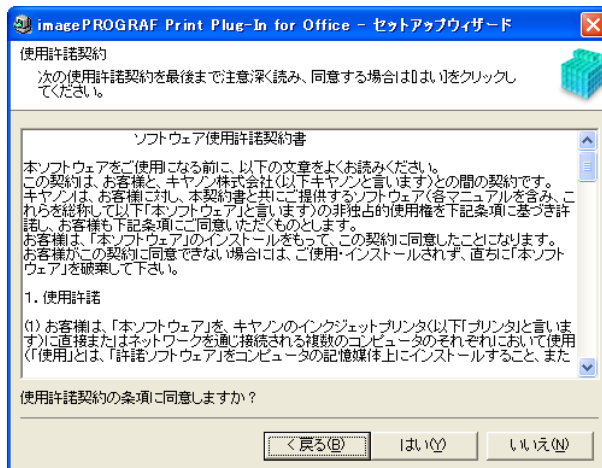 imagePROGRAF Print Plug-In for Office - セットアップウィザード
使用許諾契約
次の使用許諾契約を最後まで注意深く読み、同意する場合は[はい]をクリックし
てください。
ソフトウェア使用許諾契約書
本ソフトウェアをご使用になる前に、以下の文章をよくお読みください。
この契約は、お客様と、キヤノン株式会社(以下キヤノンと言います)との間の契約です。
キヤノンは、お客様に対し、本契約書と共にご提供するソフトウェア(各マニュアルを含み、こ
れらを総称して以下「本ソフトウェア」と言います)の非独占的使用権を下記条項に基づき許
諾し、お客様も下記条項にご同意いただくものとします。
お客様は、「本ソフトウェア」のインストールをもって、この契約に同意したことになります。
お客様がこの契約に同意できない場合には、ご使用・インストールされず、直ちに「本ソフト
ウェア」を破棄して下さい。
1. 使用許諾
(1) お客様は、「本ソフトウェア」を、キヤノンのインクジェットプリンタ(以下「プリンタ」と言いま
す)に直接またはネットワークを通じ接続される複数のコンピュータのそれぞれにおいて使用
(「使用」とは、「許諾ソフトウェア」をコンピュータの記憶媒体上にインストールすること、また
使用許諾契約の条項に同意しますか?
< 戻る(B)
はい(Y)
いいえ(N)